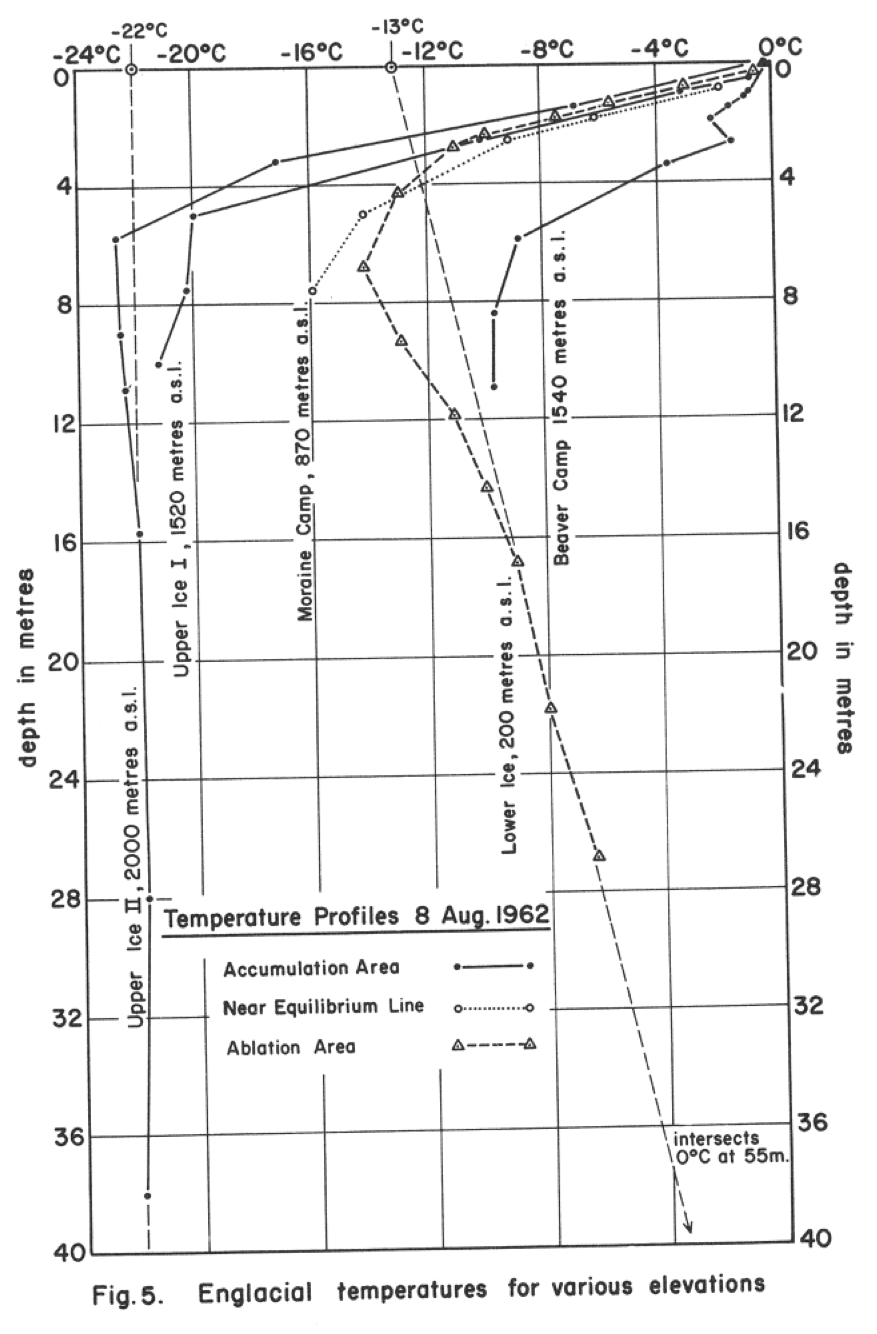 -22°C
-13°C
-24°C
-20°C
-16°C
-12°C
-8°C
-4°C
0°C
0
4
8
12
16
20
24
28
32
36
40
0
4
8
12
16
20
24
28
32
36
40
depth in metres
depth in metres
Upper Ice II, 2000 metres a.s.l.
Upper Ice I, 1520 metres a.s.l.
Moraine Camp, 870 metres a.s.l.
Lower Ice, 200 metres a.s.l.
Beaver Camp 1540 metres a.s.l.
Temperature Profiles 8 Aug. 1962
Accumulation Area
Near Equilibrium Line
Ablation Area
intersects
0°C at 55m.
Fig. 5. Englacial temperatures for various elevations